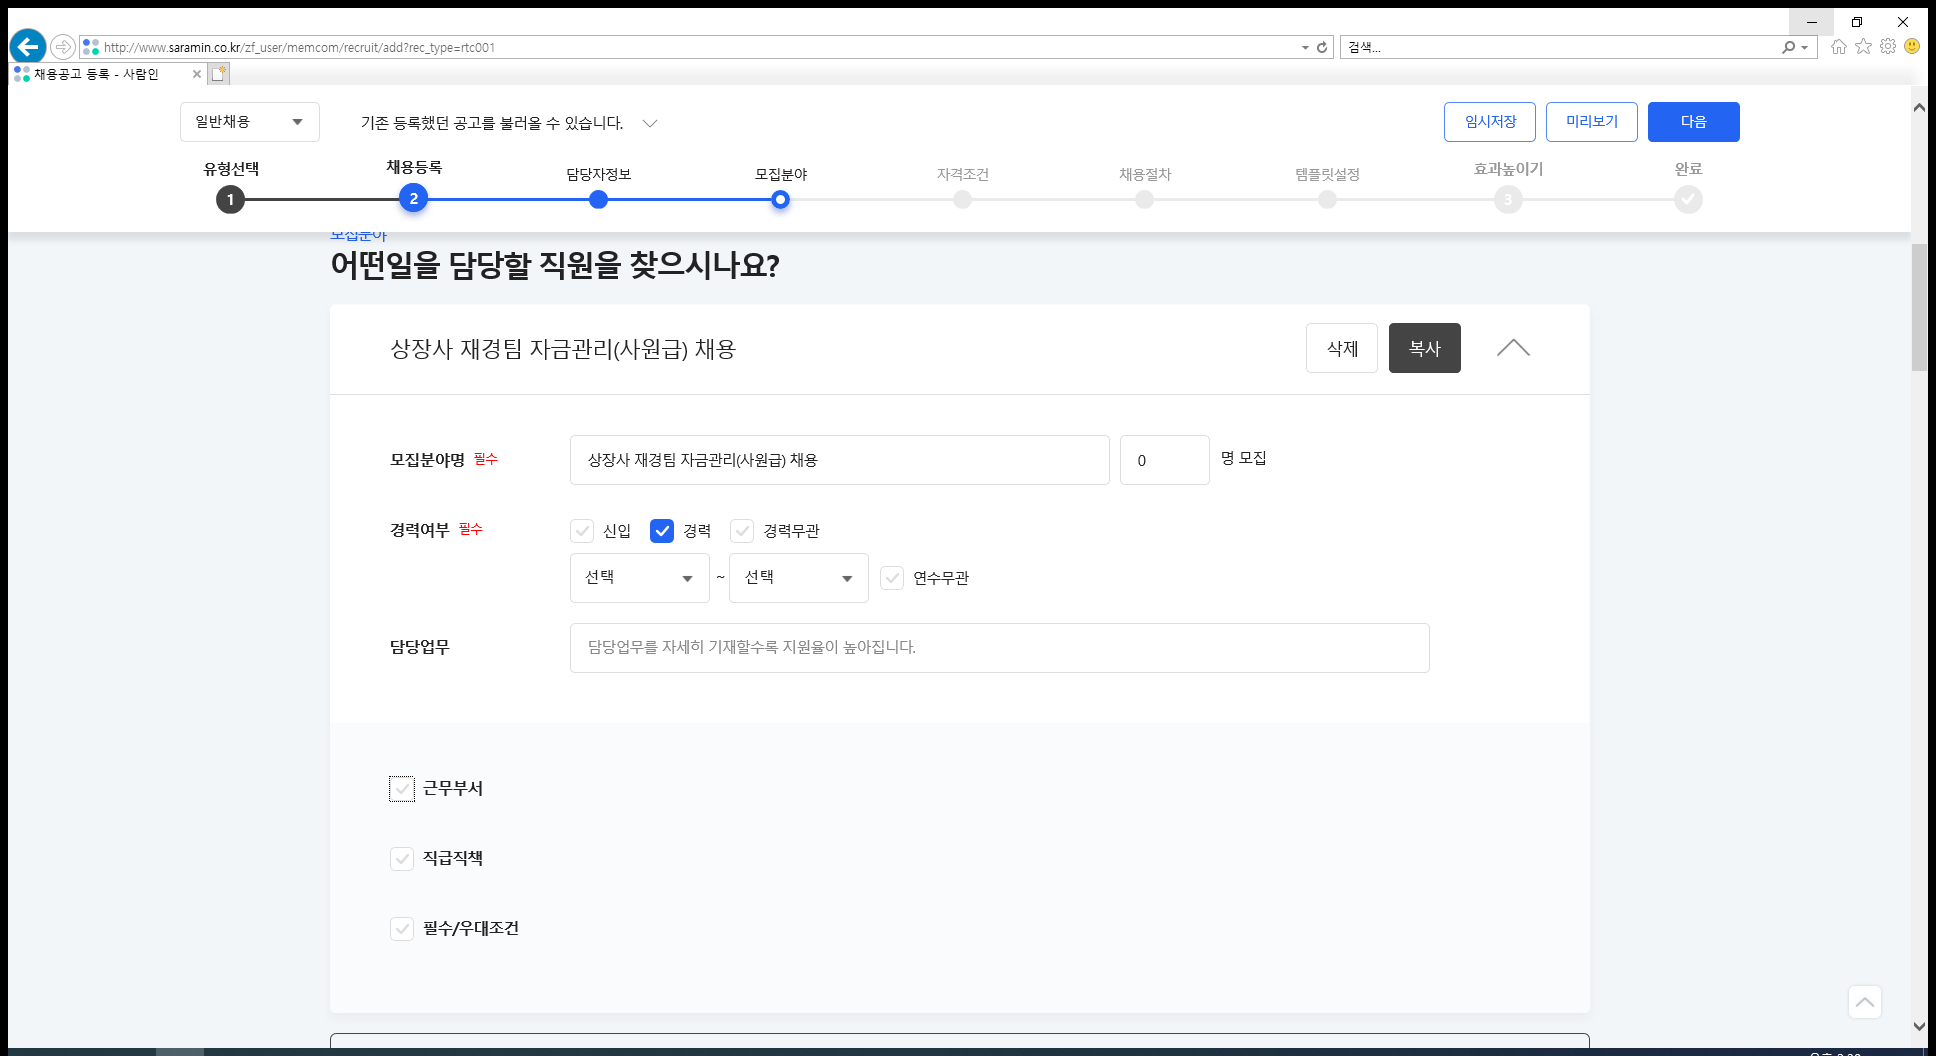 http://www.saramin.co.kr/zf_user/memcom/recruit/add?rec_type=rtc001
검색...
채용공고 등록 - 사람인
일반채용
기존 등록했던 공고를 불러올 수 있습니다.
임시저장
미리보기
다음
유형선택
채용등록
담당자정보
모집분야
자격조건
채용절차
템플릿설정
효과높이기
완료
1
2
3
모집분야
어떤일을 담당할 직원을 찾으시나요?
상장사 재경팀 자금관리(사원급) 채용
삭제
복사
모집분야명 필수
상장사 재경팀 자금관리(사원급) 채용
0
명 모집
경력여부 필수
신입
경력
경력무관
선택
~
선택
연수무관
담당업무
담당업무를 자세히 기재할수록 지원율이 높아집니다.
근무부서
직급직책
필수/우대조건